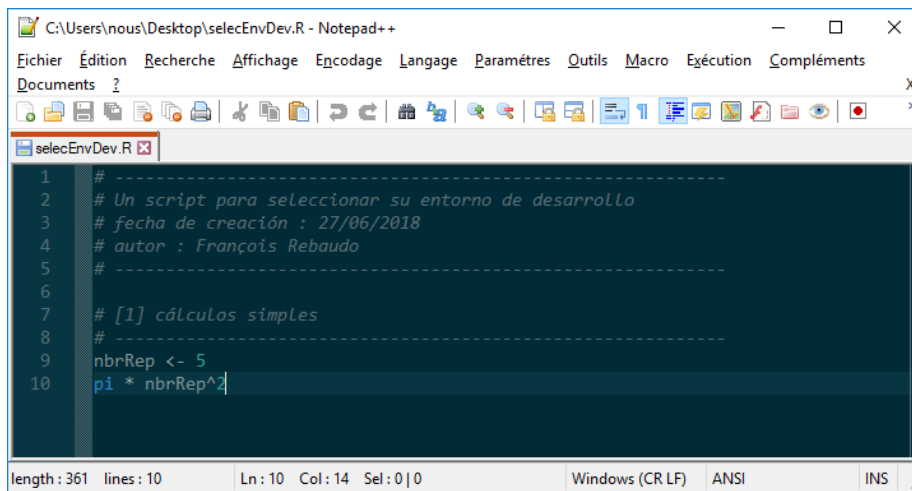 C:\Users\nous\Desktop\selecEnvDev.R - Notepad++
Fichier Édition Recherche Affichage Encodage Langage Paramètres Outils Macro Exécution Compléments
Documents ?
X
selecEnvDev.R
1 # -----------------------------------------------------------
2 # Un script para seleccionar su entorno de desarrollo
3 # fecha de creación : 27/06/2018
4 # autor : François Rebaudo
5 # -----------------------------------------------------------
6
7 # [1] cálculos simples
8 # -----------------------------------------------------------
9 nbrRep <- 5
10 pi * nbrRep^2
length : 361 lines : 10 Ln : 10 Col : 14 Sel : 0 | 0 Windows (CR LF) ANSI INS